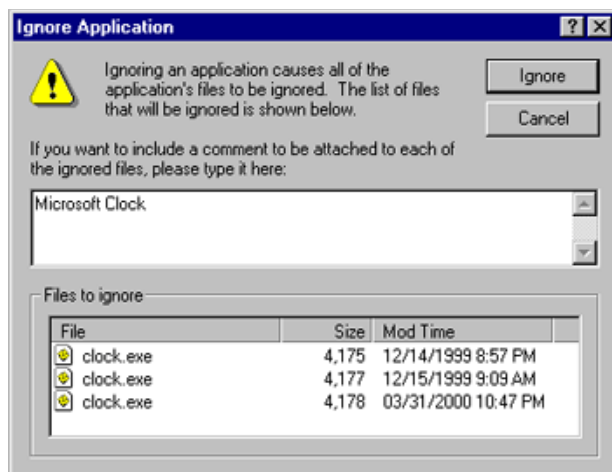 Ignore Application
Ignoring an application causes all of the
application's files to be ignored. The list of files
that will be ignored is shown below.
Ignore
Cancel
If you want to include a comment to be attached to each of
the ignored files, please type it here:
Microsoft Clock
Files to ignore
File Size Mod Time
clock.exe 4,175 12/14/1999 8:57 PM
clock.exe 4,177 12/15/1999 9:09 AM
clock.exe 4,178 03/31/2000 10:47 PM